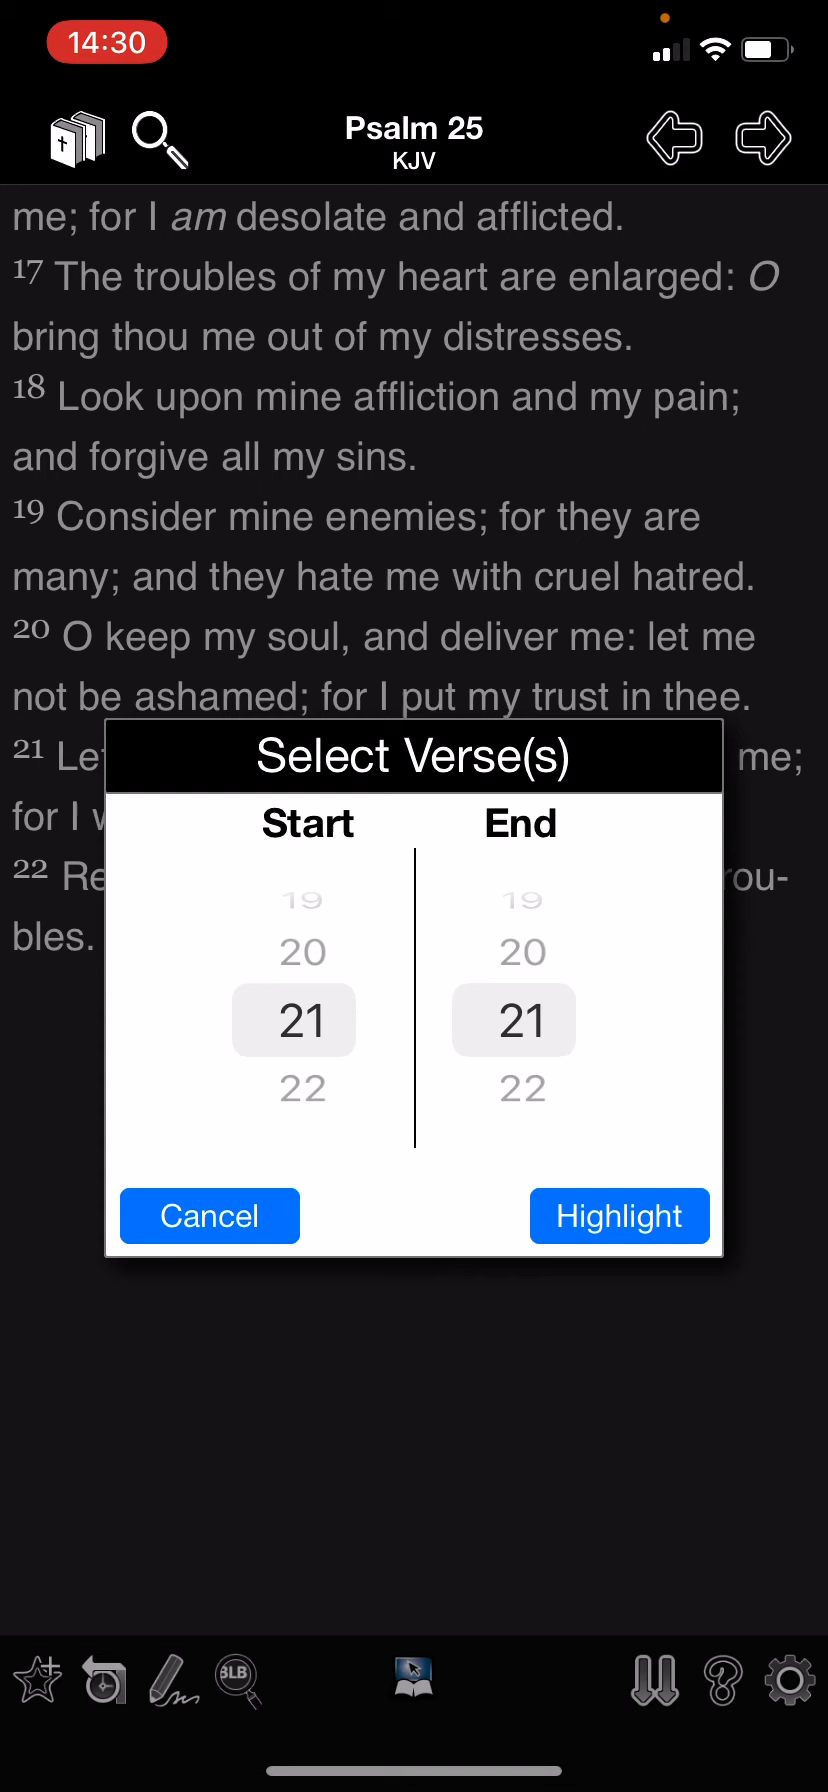 14:30
Psalm 25
KJV
me; for I am desolate and afflicted.
17 The troubles of my heart are enlarged: O
bring thou me out of my distresses.
18 Look upon mine affliction and my pain;
and forgive all my sins.
19 Consider mine enemies; for they are
many; and they hate me with cruel hatred.
20 O keep my soul, and deliver me: let me
not be ashamed; for I put my trust in thee.
21 me;
for I
22 rou-
bles.
Select Verse(s)
Start End
19 19
20 20
21 21
22 22
Cancel Highlight
BLB